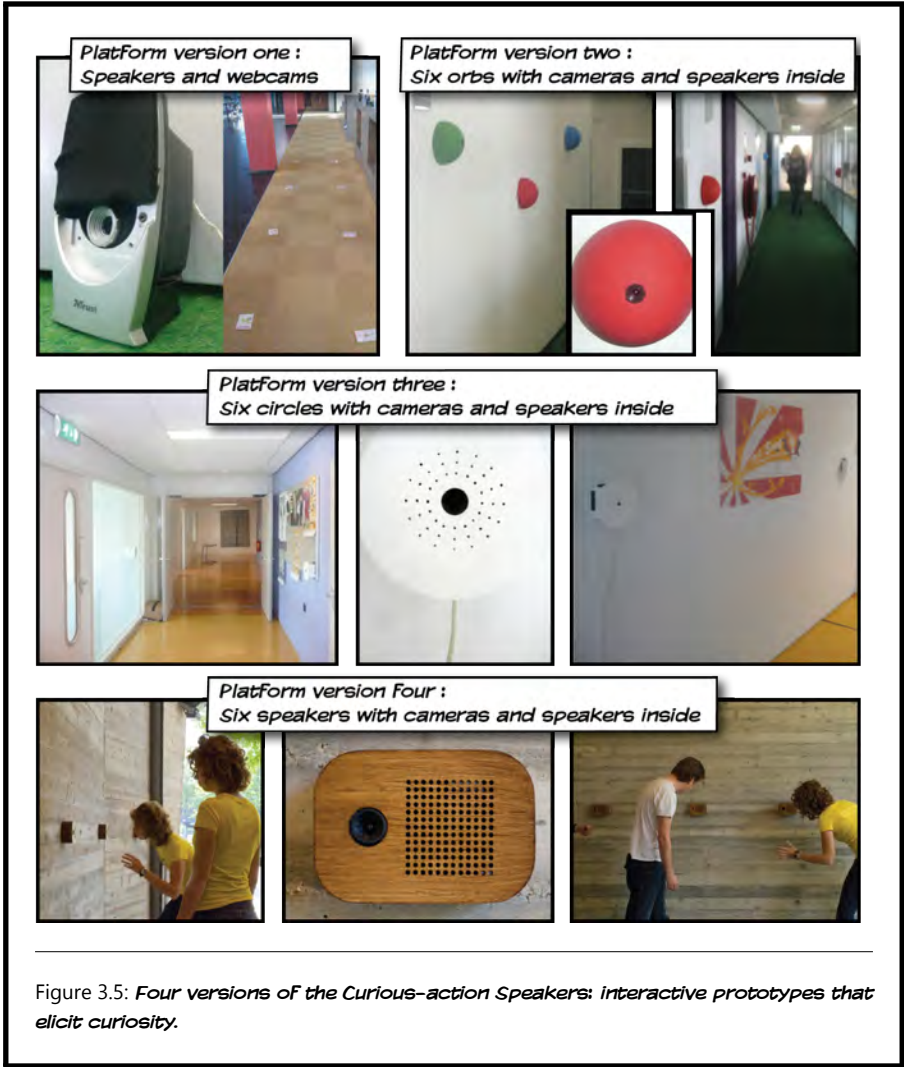 Platform version one :
Speakers and webcams
Platform version two :
Six orbs with cameras and speakers inside
Trust
Platform version three :
Six circles with cameras and speakers inside
Platform version Four :
Six speakers with cameras and speakers inside
Figure 3.5: Four versions of the Curious-action Speakers: interactive prototypes that
elicit curiosity.